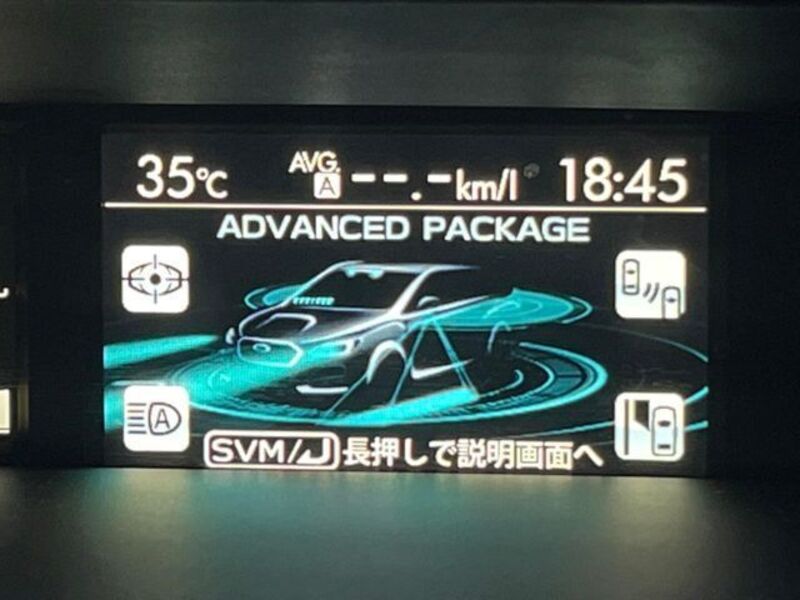 35℃ AVG. A --.-km/l 18:45
ADVANCED PACKAGE
A
SVM/⤶ 長押しで説明画面へ